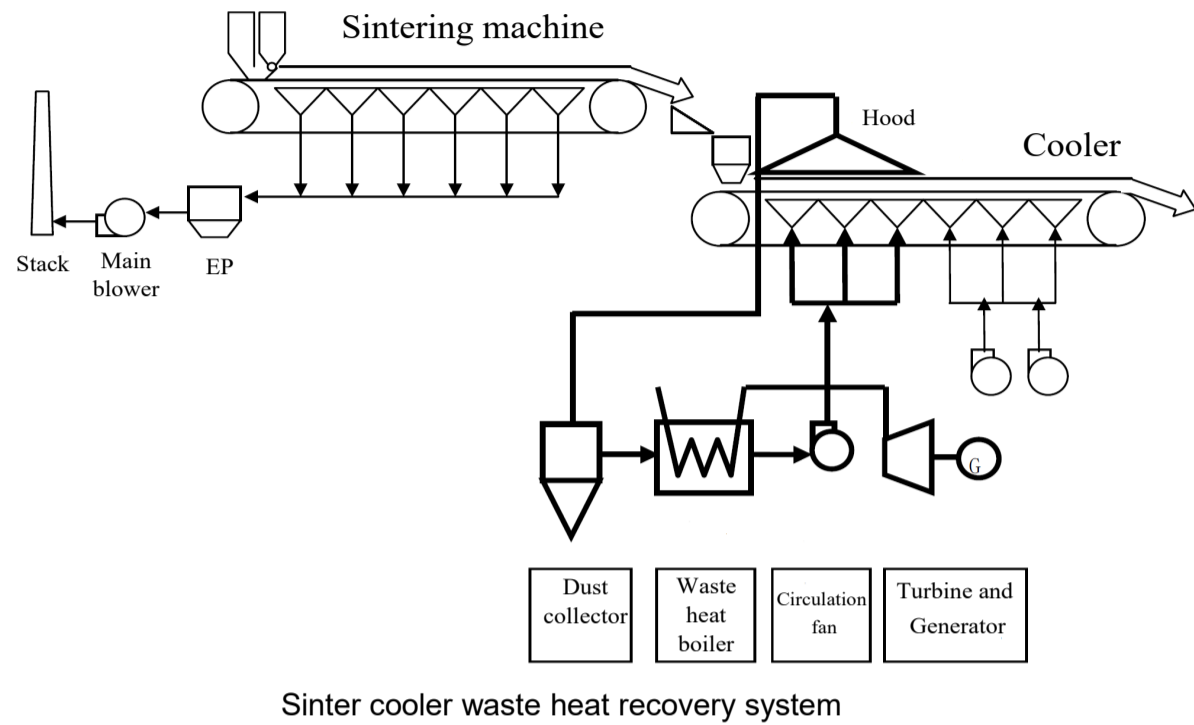 Sintering machine
Hood
Cooler
Stack
Main
blower
EP
G
Dust
collector
Waste
heat
boiler
Circulation
fan
Turbine and
Generator
Sinter cooler waste heat recovery system